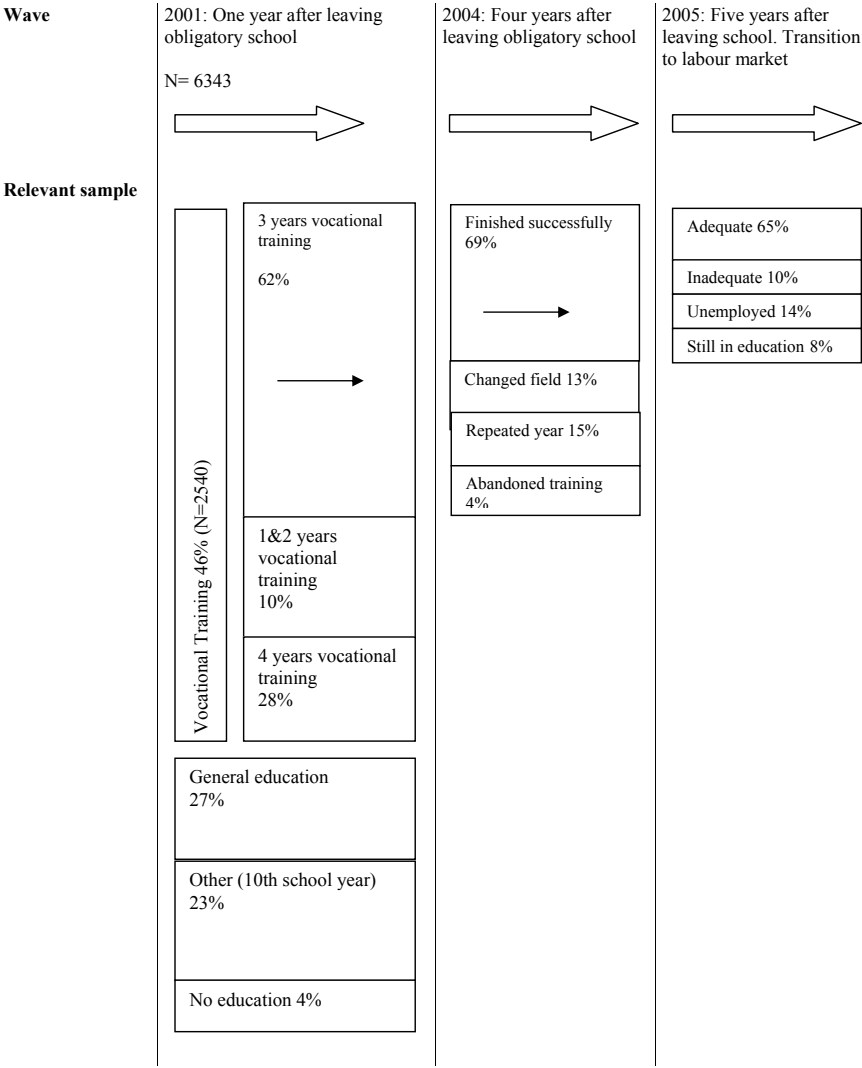 Wave
2001: One year after leaving
obligatory school
N= 6343
2004: Four years after
leaving obligatory school
2005: Five years after
leaving school. Transition
to labour market
Relevant sample
Vocational Training 46% (N=2540)
3 years vocational
training
62%
1&2 years
vocational
training
10%
4 years vocational
training
28%
General education
27%
Other (10th school year)
23%
No education 4%
Finished successfully
69%
Changed field 13%
Repeated year 15%
Abandoned training
4%
Adequate 65%
Inadequate 10%
Unemployed 14%
Still in education 8%